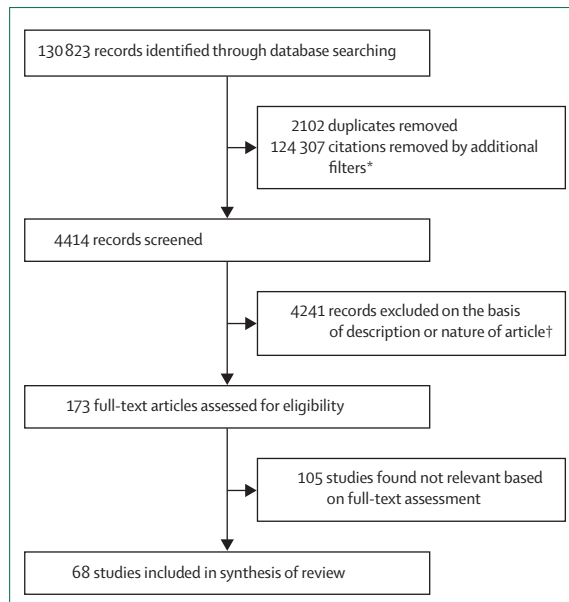 130 823 records identified through database searching
2102 duplicates removed
124 307 citations removed by additional
filters*
4414 records screened
4241 records excluded on the basis
of description or nature of article†
173 full-text articles assessed for eligibility
105 studies found not relevant based
on full-text assessment
68 studies included in synthesis of review